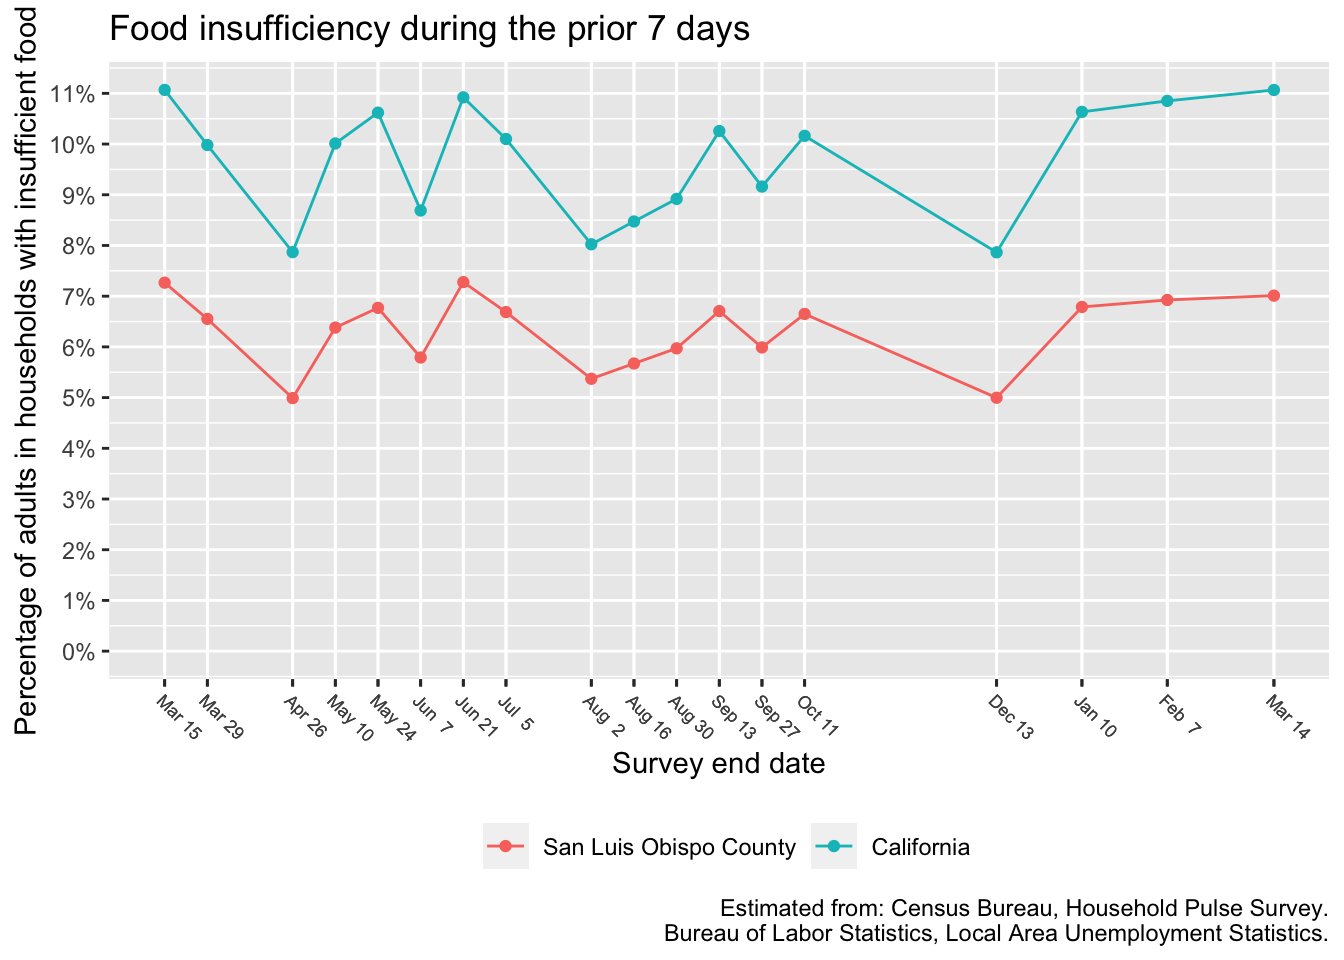 Food insufficiency during the prior 7 days
Percentage of adults in households with insufficient food
11%
10%
9%
8%
7%
6%
5%
4%
3%
2%
1%
0%
Mar 15
Mar 29
Apr 26
May 10
May 24
Jun 7
Jun 21
Jul 5
Aug 2
Aug 16
Aug 30
Sep 13
Sep 27
Oct 11
Dec 13
Jan 10
Feb 7
Mar 14
Survey end date
San Luis Obispo County
California
Estimated from: Census Bureau, Household Pulse Survey.
Bureau of Labor Statistics, Local Area Unemployment Statistics.